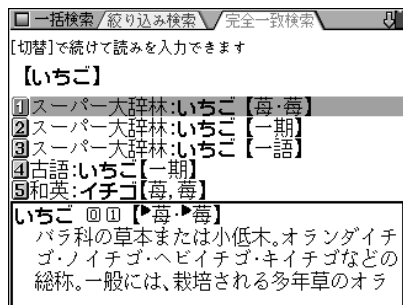 一括検索 絞り込み検索 完全一致検索
[切替]で続けて読みを入力できます
【いちご】
1スーパー大辞林:いちご【苺・莓】
2スーパー大辞林:いちご【一期】
3スーパー大辞林:いちご【一語】
4古語:いちご【一期】
5和英:イチゴ【苺, 莓】
いちご ⓪① 【▶苺・▶莓】
バラ科の草本または小低木。オランダイチ
ゴ・ノイチゴ・ヘビイチゴ・キイチゴなどの
総称。一般には、栽培される多年草のオラ